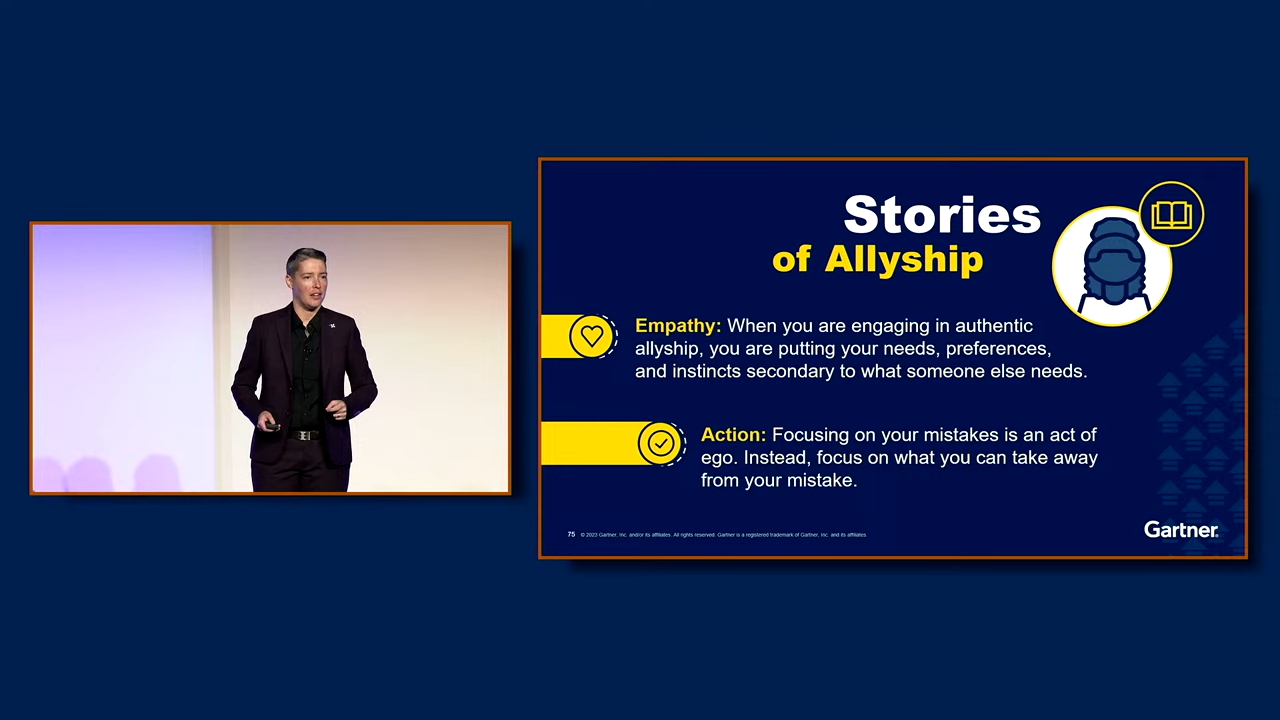 Stories
of Allyship
Empathy: When you are engaging in authentic
allyship, you are putting your needs, preferences,
and instincts secondary to what someone else needs.
Action: Focusing on your mistakes is an act of
ego. Instead, focus on what you can take away
from your mistake.
75 © 2023 Gartner, Inc. and/or its affiliates. All rights reserved. Gartner is a registered trademark of Gartner, Inc. and its affiliates.
Gartner®